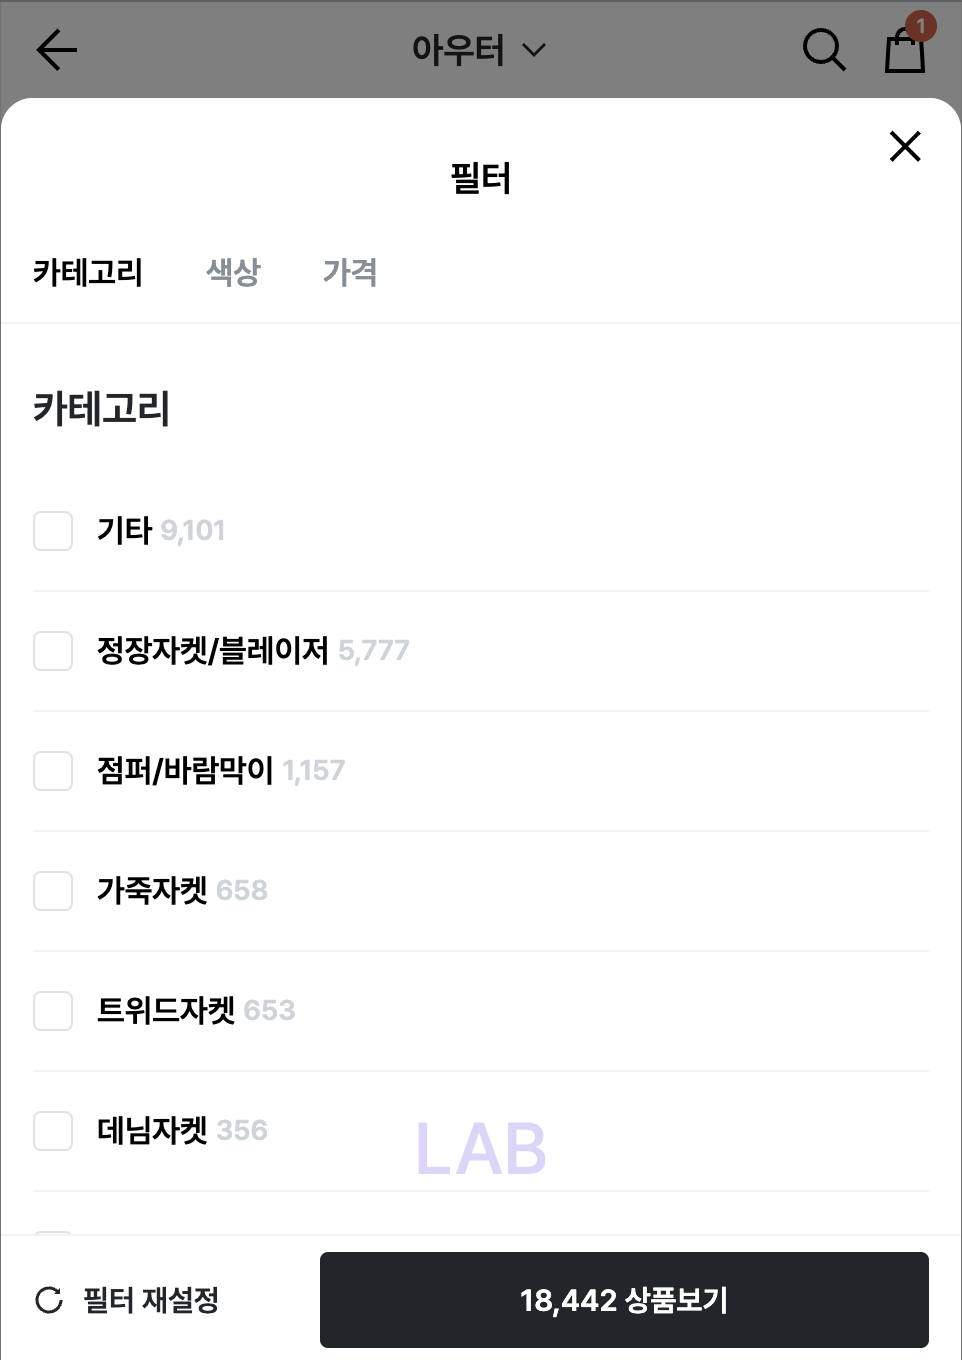 아우터
1
필터
카테고리 색상 가격
카테고리
기타 9,101
정장자켓/블레이저 5,777
점퍼/바람막이 1,157
가죽자켓 658
트위드자켓 653
데님자켓 356
LAB
필터 재설정
18,442 상품보기